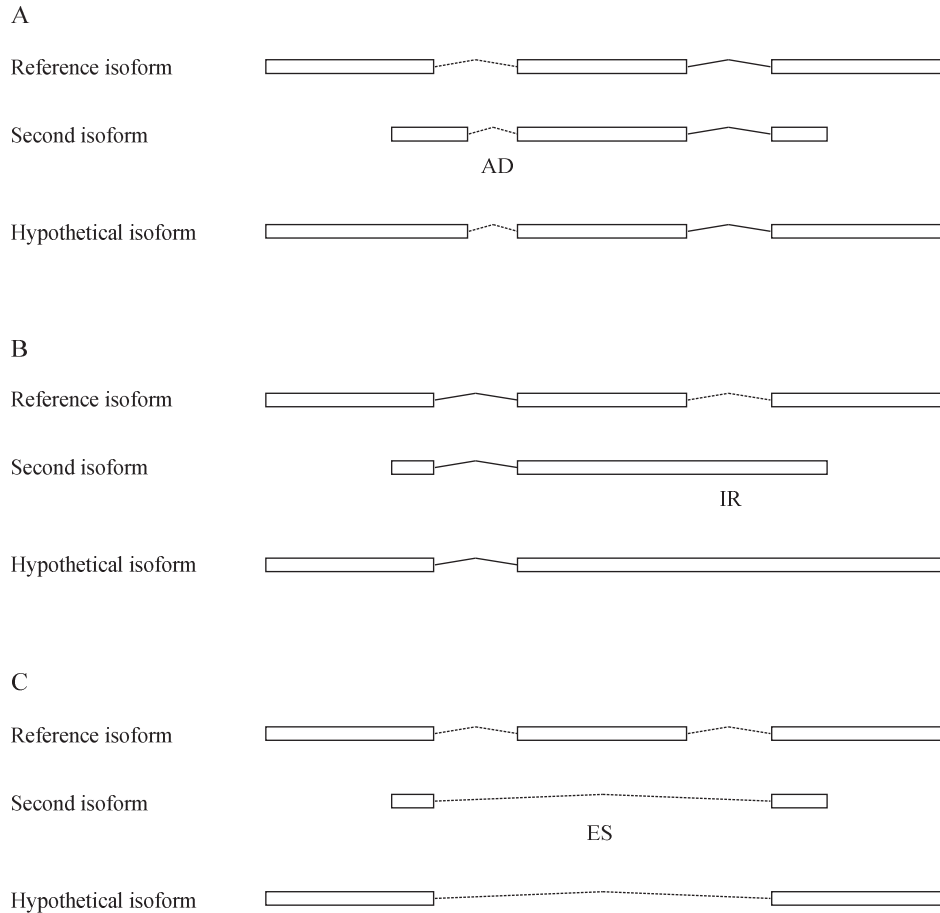 A
Reference isoform
Second isoform
AD
Hypothetical isoform
B
Reference isoform
Second isoform
IR
Hypothetical isoform
C
Reference isoform
Second isoform
ES
Hypothetical isoform